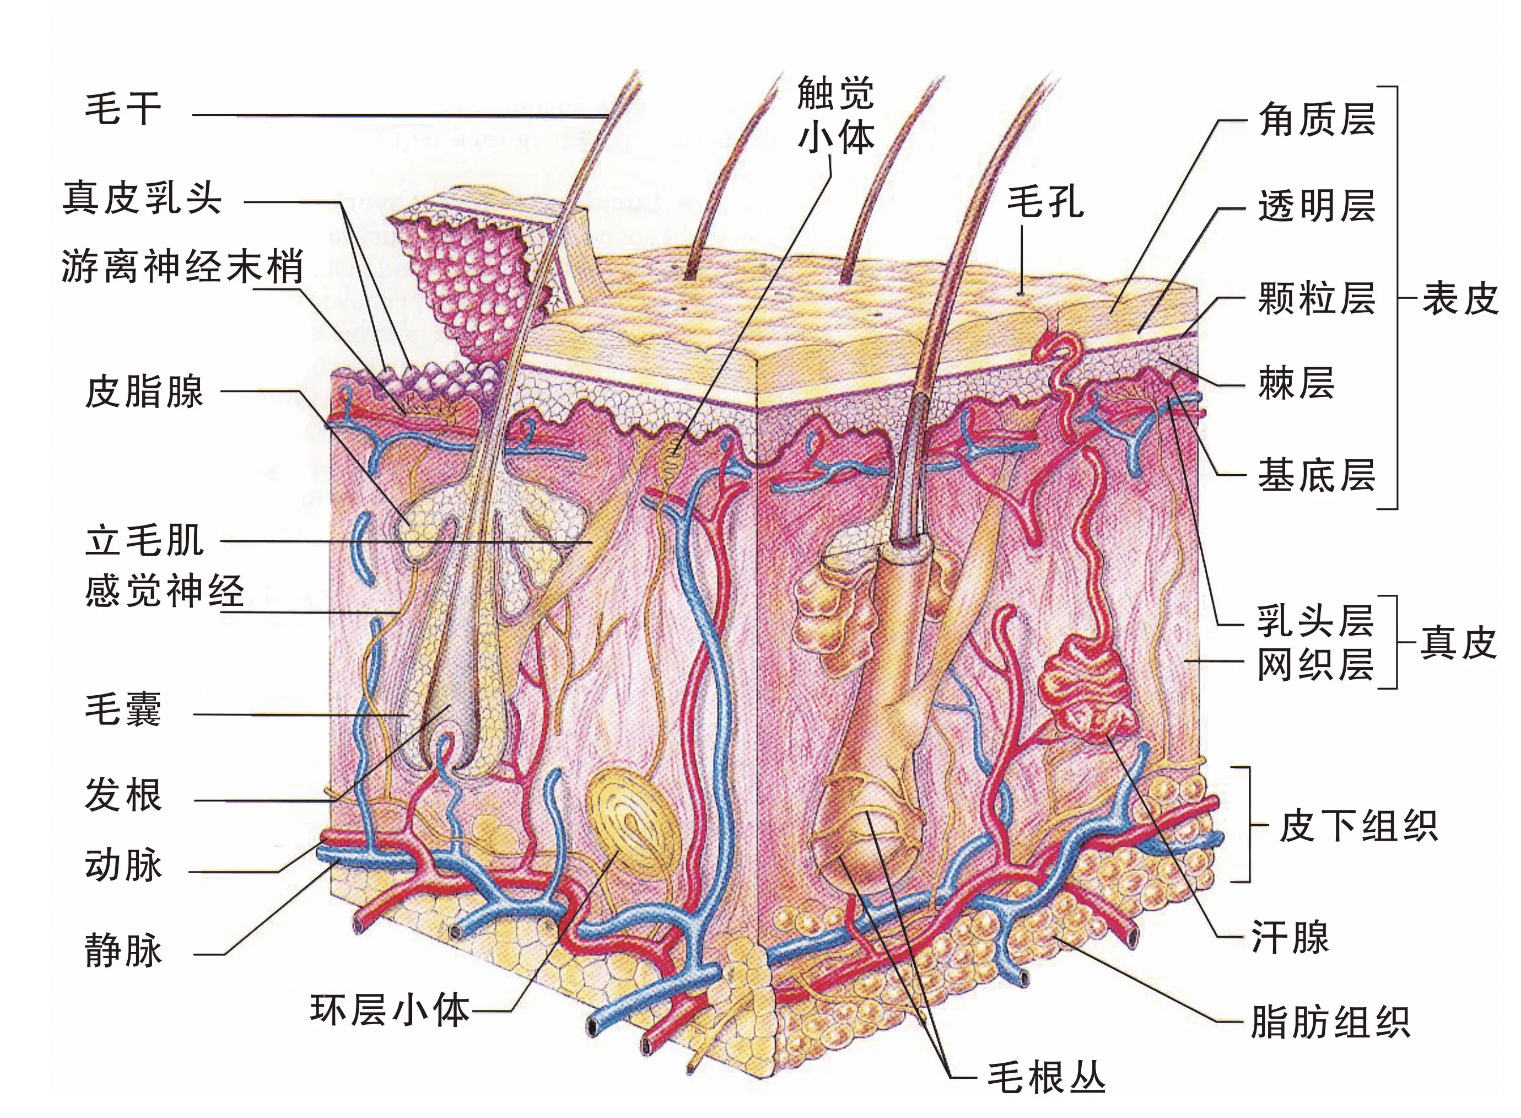 毛干
真皮乳头
游离神经末梢
皮脂腺
立毛肌
感觉神经
毛囊
发根
动脉
静脉
环层小体
触觉
小体
毛孔
角质层
透明层
颗粒层
棘层
基底层
表皮
乳头层
网织层
真皮
皮下组织
汗腺
脂肪组织
毛根丛